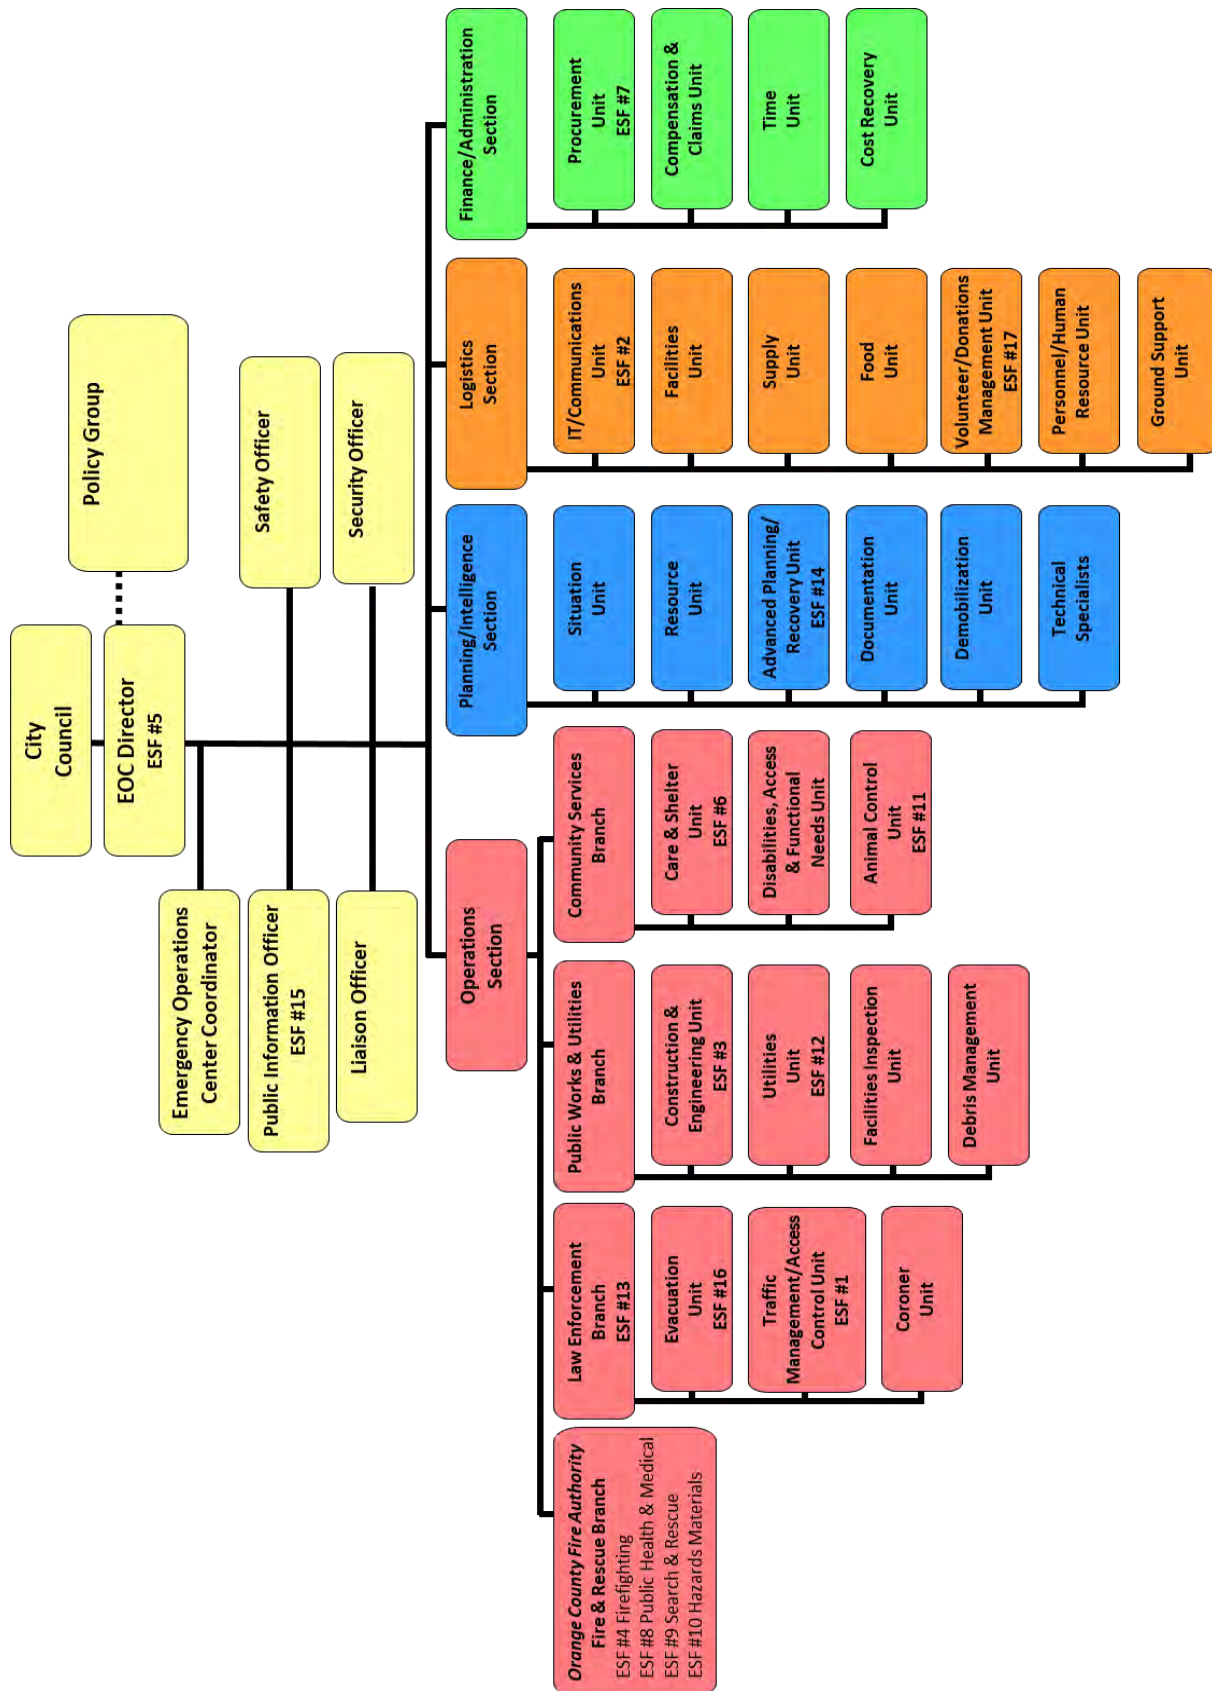 City
Council
EOC Director
ESF #5
Policy Group
Emergency Operations
Center Coordinator
Public Information Officer
ESF #15
Safety Officer
Liaison Officer
Security Officer
Operations
Section
Orange County Fire Authority
Fire & Rescue Branch
ESF #4 Firefighting
ESF #8 Public Health & Medical
ESF #9 Search & Rescue
ESF #10 Hazards Materials
Law Enforcement
Branch
ESF #13
Evacuation
Unit
ESF #16
Traffic
Management/Access
Control Unit
ESF #1
Coroner
Unit
Public Works & Utilities
Branch
Construction &
Engineering Unit
ESF #3
Utilities
Unit
ESF #12
Facilities Inspection
Unit
Debris Management
Unit
Community Services
Branch
Care & Shelter
Unit
ESF #6
Disabilities, Access
& Functional
Needs Unit
Animal Control
Unit
ESF #11
Planning/Intelligence
Section
Situation
Unit
Resource
Unit
Advanced Planning/
Recovery Unit
ESF #14
Documentation
Unit
Demobilization
Unit
Technical
Specialists
Logistics
Section
IT/Communications
Unit
ESF #2
Facilities
Unit
Supply
Unit
Food
Unit
Volunteer/Donations
Management Unit
ESF #17
Personnel/Human
Resource Unit
Ground Support
Unit
Finance/Administration
Section
Procurement
Unit
ESF #7
Compensation &
Claims Unit
Time
Unit
Cost Recovery
Unit